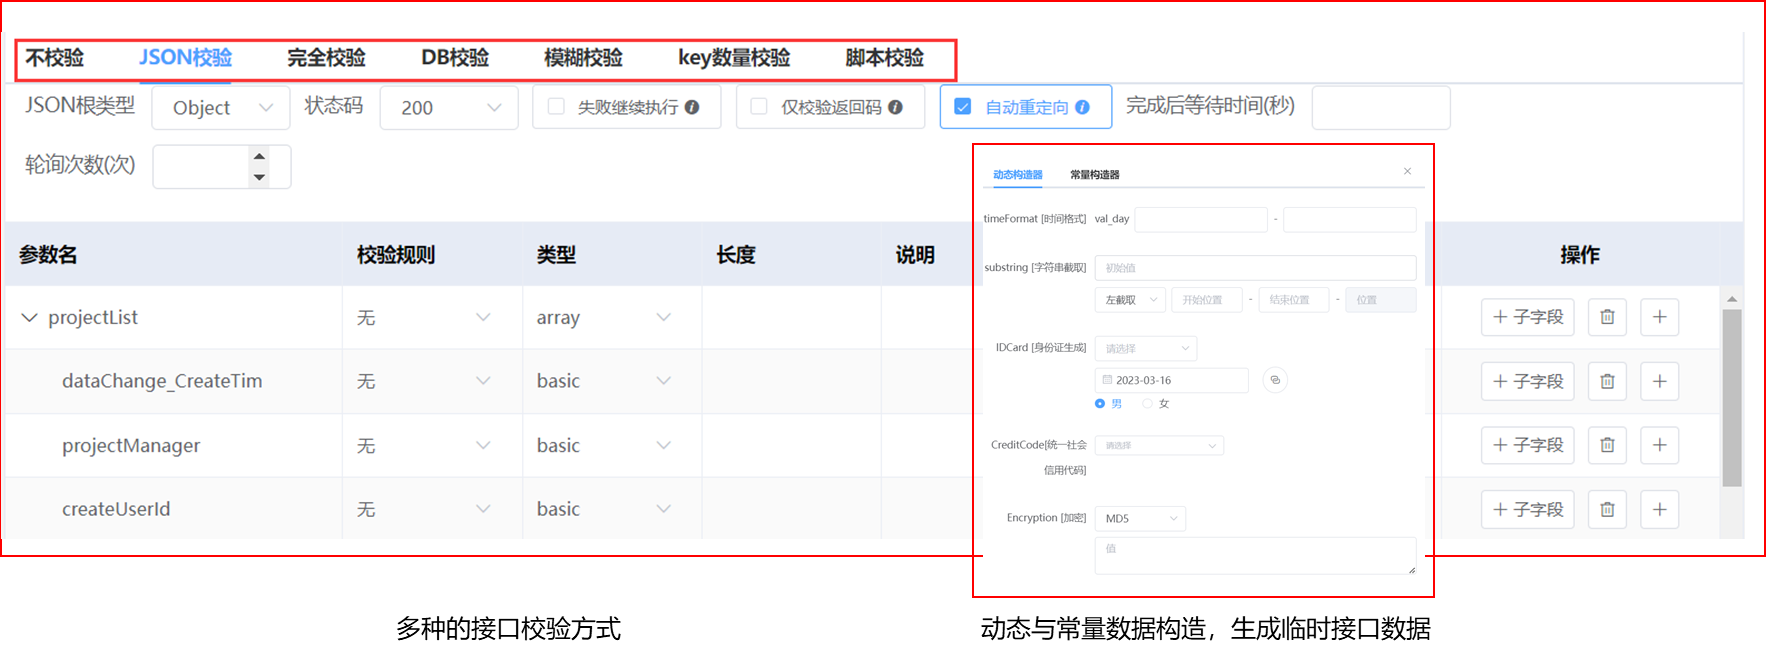 不校验 JSON校验 完全校验 DB校验 模糊校验 key数量校验 脚本校验
JSON根类型 Object 状态码 200 失败继续执行 仅校验返回码 自动重定向 完成后等待时间(秒)
轮询次数(次)
参数名 校验规则 类型 长度 说明 操作
projectList 无 array + 子字段 +
dataChange_CreateTim 无 basic + 子字段 +
projectManager 无 basic + 子字段 +
createUserId 无 basic + 子字段 +
动态构造器 常量构造器 ×
timeFormat [时间格式] val_day -
substring [字符串截取] 初始值
左截取 开始位置 - 结束位置 - 位置
IDCard [身份证生成] 请选择
2023-03-16
男 女
CreditCode[统一社会 请选择
信用代码]
Encryption [加密] MD5
值
多种的接口校验方式
动态与常量数据构造，生成临时接口数据